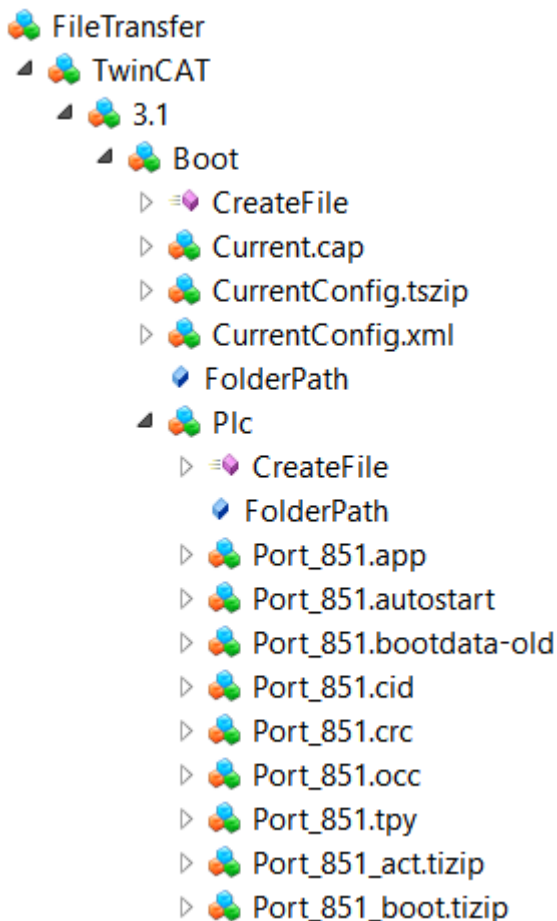 FileTransfer
TwinCAT
3.1
Boot
CreateFile
Current.cap
CurrentConfig.tszip
CurrentConfig.xml
FolderPath
Plc
CreateFile
FolderPath
Port_851.app
Port_851.autostart
Port_851.bootdata-old
Port_851.cid
Port_851.crc
Port_851.occ
Port_851.tpy
Port_851_act.tizip
Port_851_boot.tizip